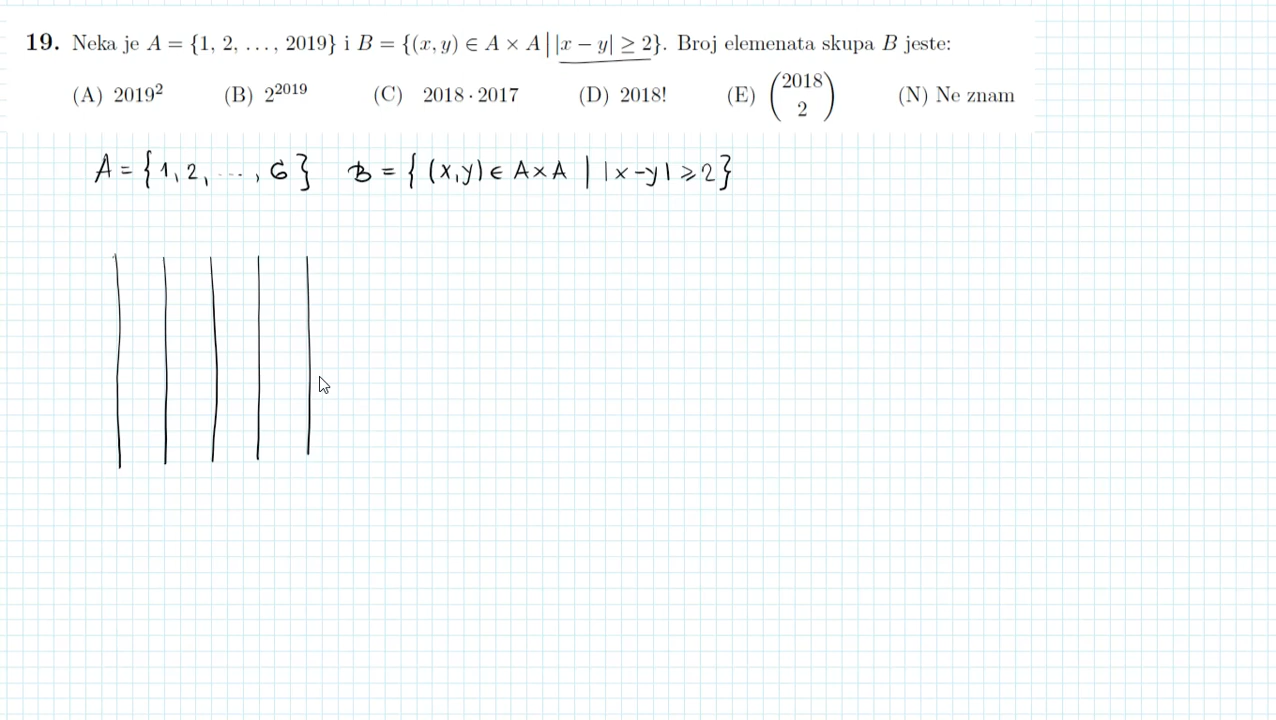 19. Neka je A = {1, 2, ..., 2019} i B = {(x, y) ∈ A × A | |x − y| ≥ 2}. Broj elemenata skupa B jeste:
(A) 2019² (B) 2²⁰¹⁹ (C) 2018 · 2017 (D) 2018! (E) (2018 2) (N) Ne znam
A = {1, 2, ..., 6} B = {(x,y) ∈ A×A | |x-y| ⩾ 2}